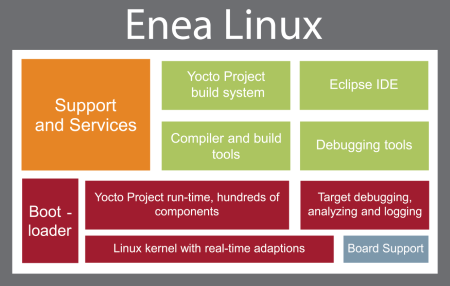 Enea Linux
Support
and Services
Yocto Project
build system
Eclipse IDE
Compiler and build
tools
Debugging tools
Boot -
loader
Yocto Project run-time, hundreds of
components
Target debugging,
analyzing and logging
Linux kernel with real-time adaptions
Board Support